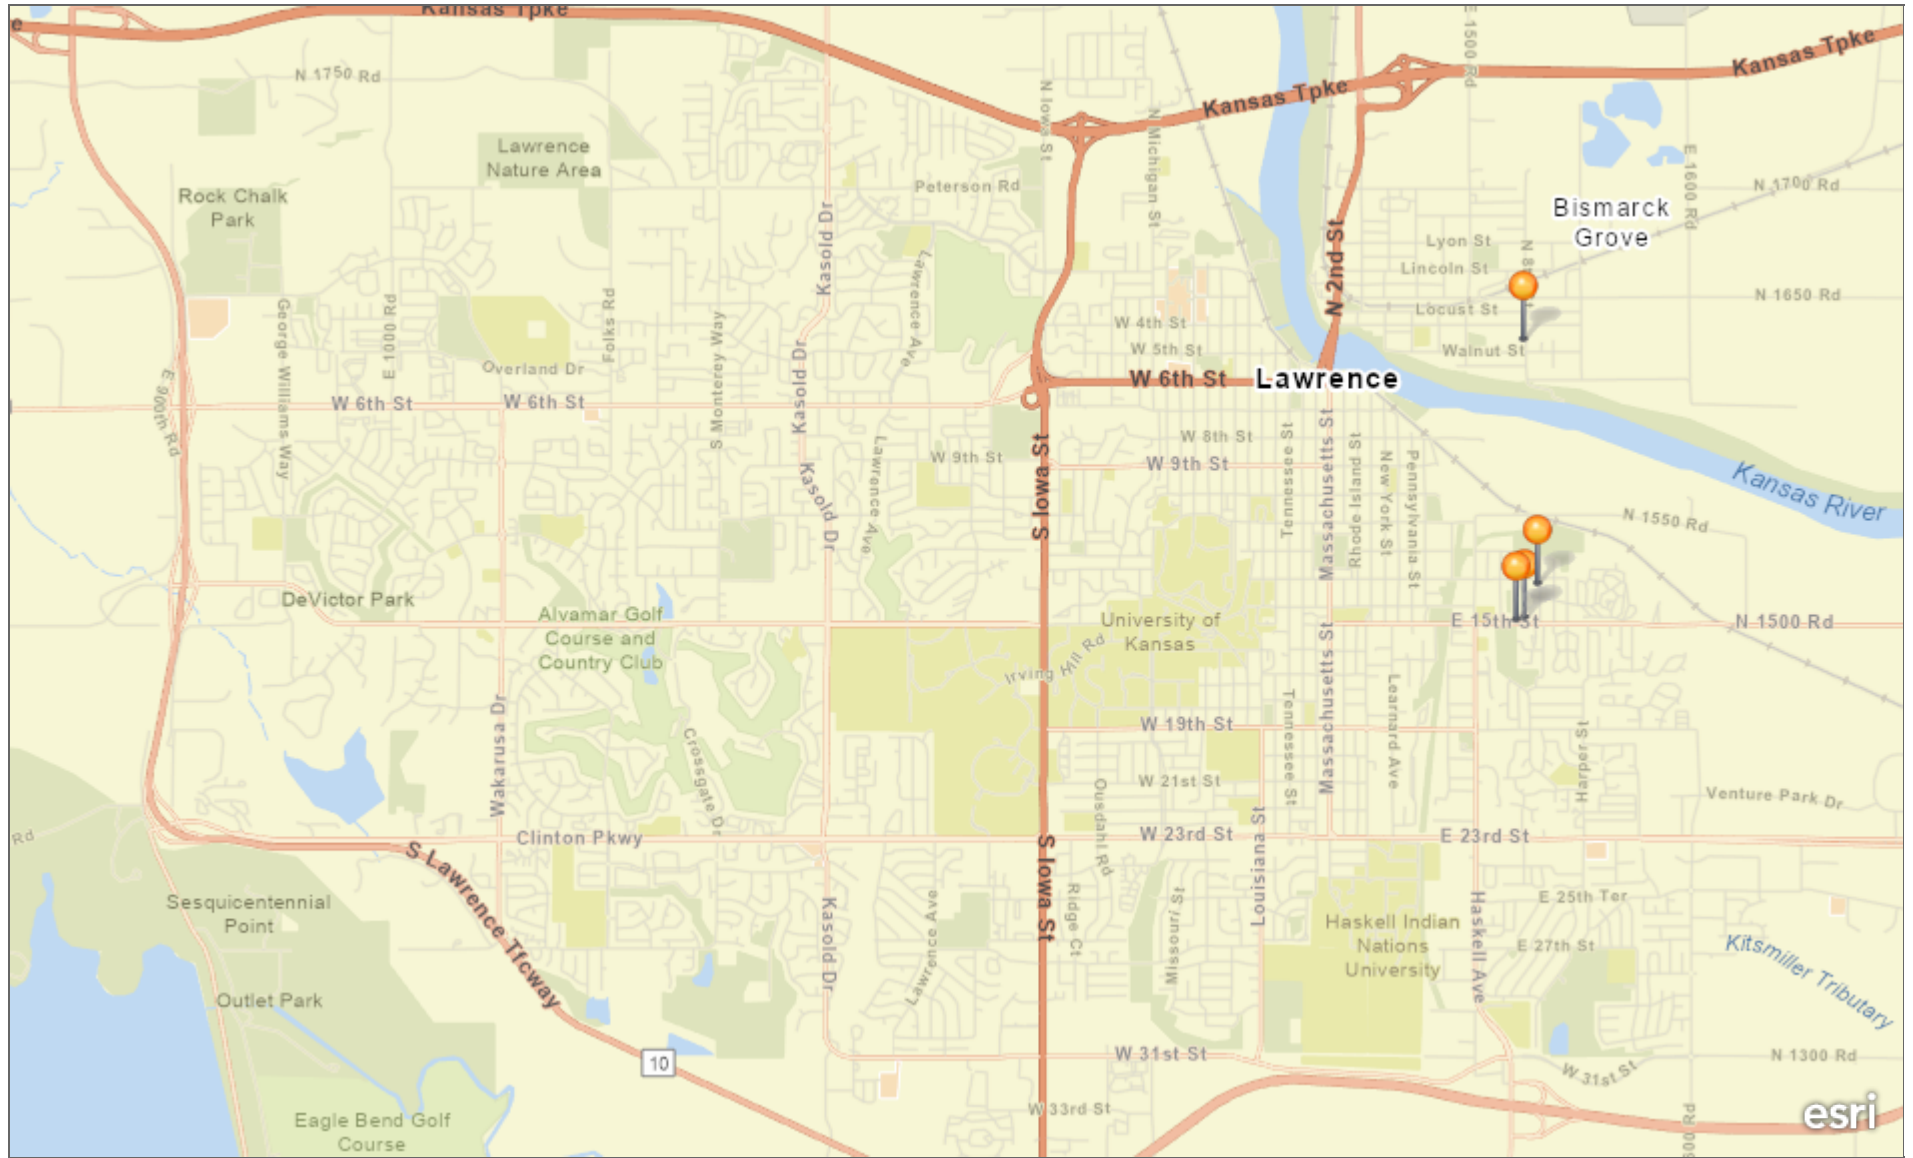 e
Kansas Tpke
Kansas Tpke
Kansas Tpke
N 1750 Rd
N Iowa St
N Michigan St
E 1500 Rd
E 1600 Rd
Lawrence
Nature Area
Rock Chalk
Park
Peterson Rd
Kasold Dr
N 2nd St
N 1700 Rd
Bismarck
Grove
Lyon St
Lincoln St
Locust St
Walnut St
N 1650 Rd
George Williams Way
E 1000 Rd
Folks Rd
S Monterey Way
Lawrence Ave
Overland Dr
Kasold Dr
W 4th St
W 5th St
W 6th St
Lawrence
E 900th Rd
W 6th St
W 6th St
W 8th St
W 9th St
W 9th St
Lawrence Ave
Kasold Dr
S Iowa St
Tennessee St
Massachusetts St
Rhode Island St
New York St
Pennsylvania St
Kansas River
N 1550 Rd
DeVictor Park
Alvamar Golf
Course and
Country Club
University of
Kansas
Irving Hill Rd
E 15th St
N 1500 Rd
Wakarusa Dr
Crossgate Dr
W 19th St
Tennessee St
Massachusetts St
Learnard Ave
Harper St
W 21st St
Ousdahl Rd
Louisiana St
Venture Park Dr
Rd
Clinton Pkwy
W 23rd St
E 23rd St
S Lawrence Tfcway
S Iowa St
Sesquicentennial
Point
Kasold Dr
Lawrence Ave
Ridge Ct
Missouri St
Haskell Indian
Nations
University
Haskell Ave
E 25th Ter
E 27th St
Kitsmiller Tributary
Outlet Park
10
W 31st St
W 31st St
N 1300 Rd
W 33rd St
Eagle Bend Golf
Course
esri